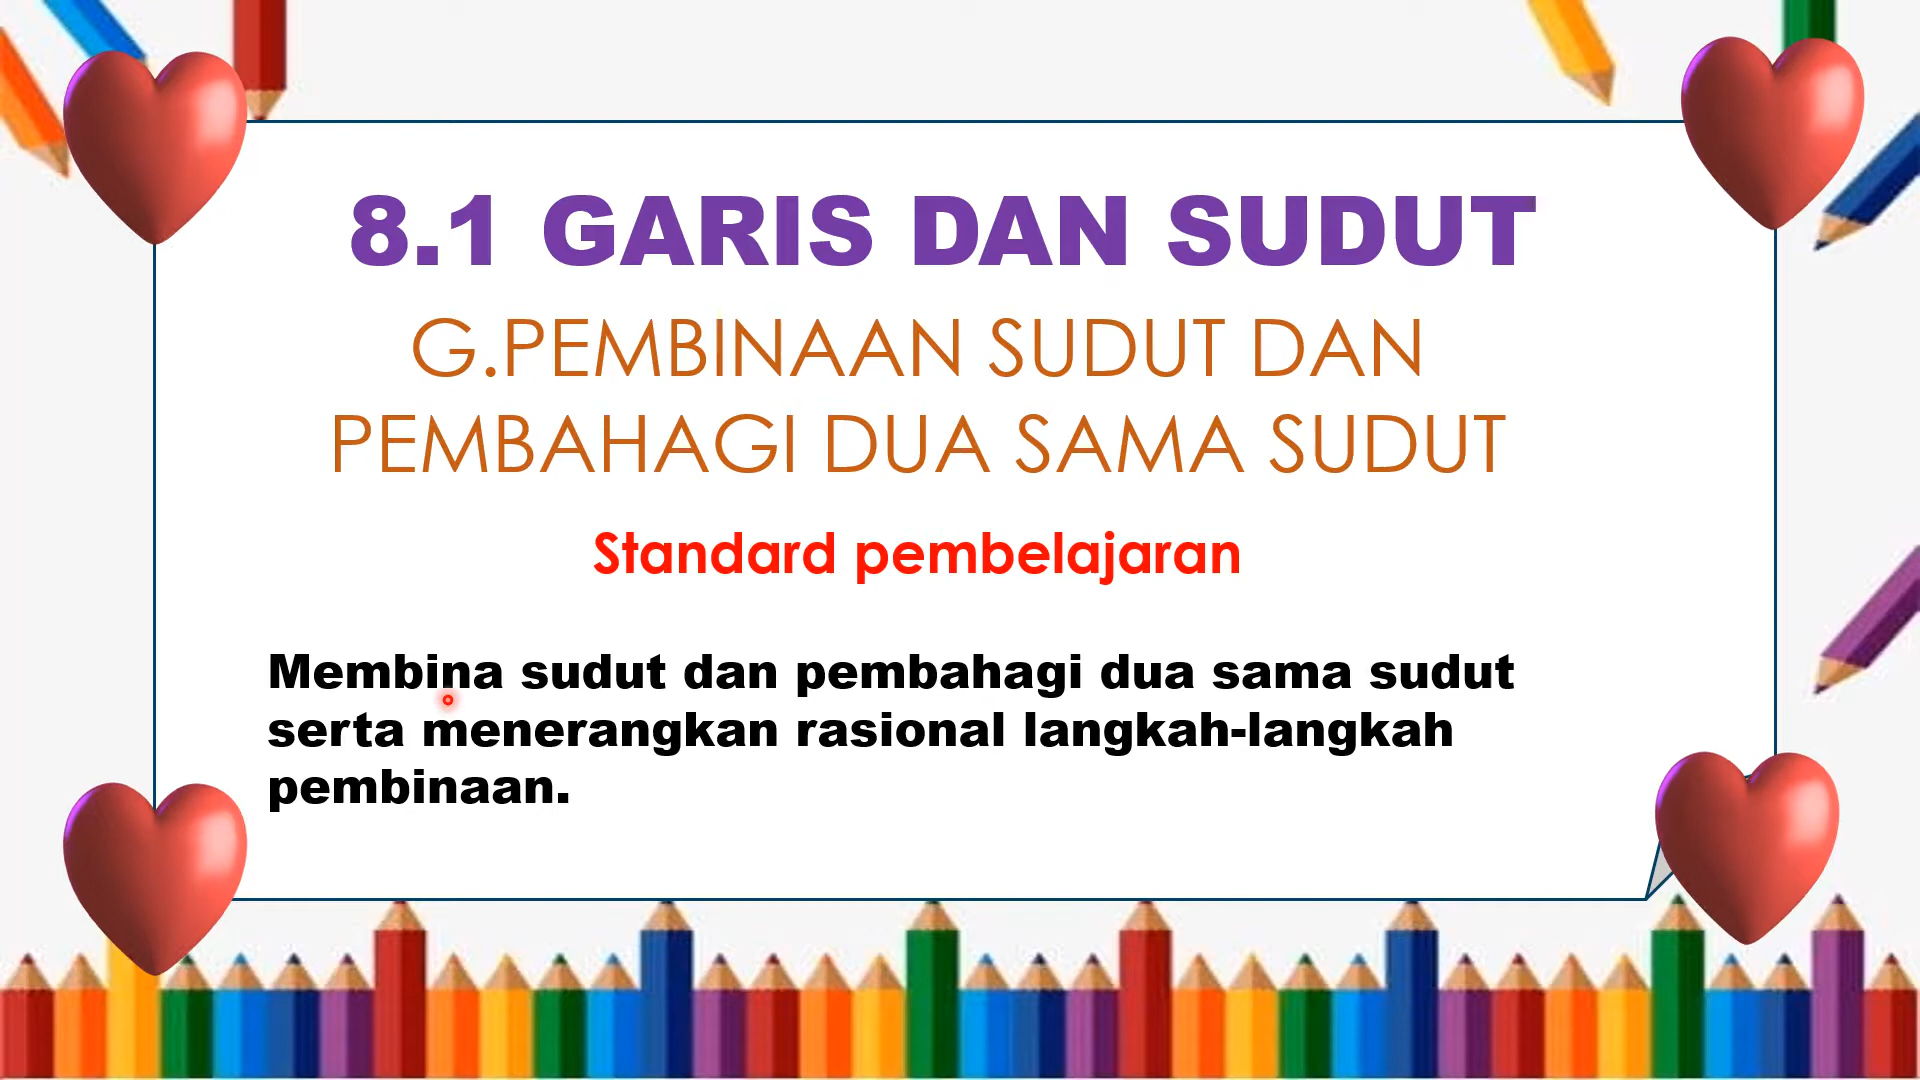 8.1 GARIS DAN SUDUT
G.PEMBINAAN SUDUT DAN
PEMBAHAGI DUA SAMA SUDUT
Standard pembelajaran
Membina sudut dan pembahagi dua sama sudut
serta menerangkan rasional langkah-langkah
pembinaan.